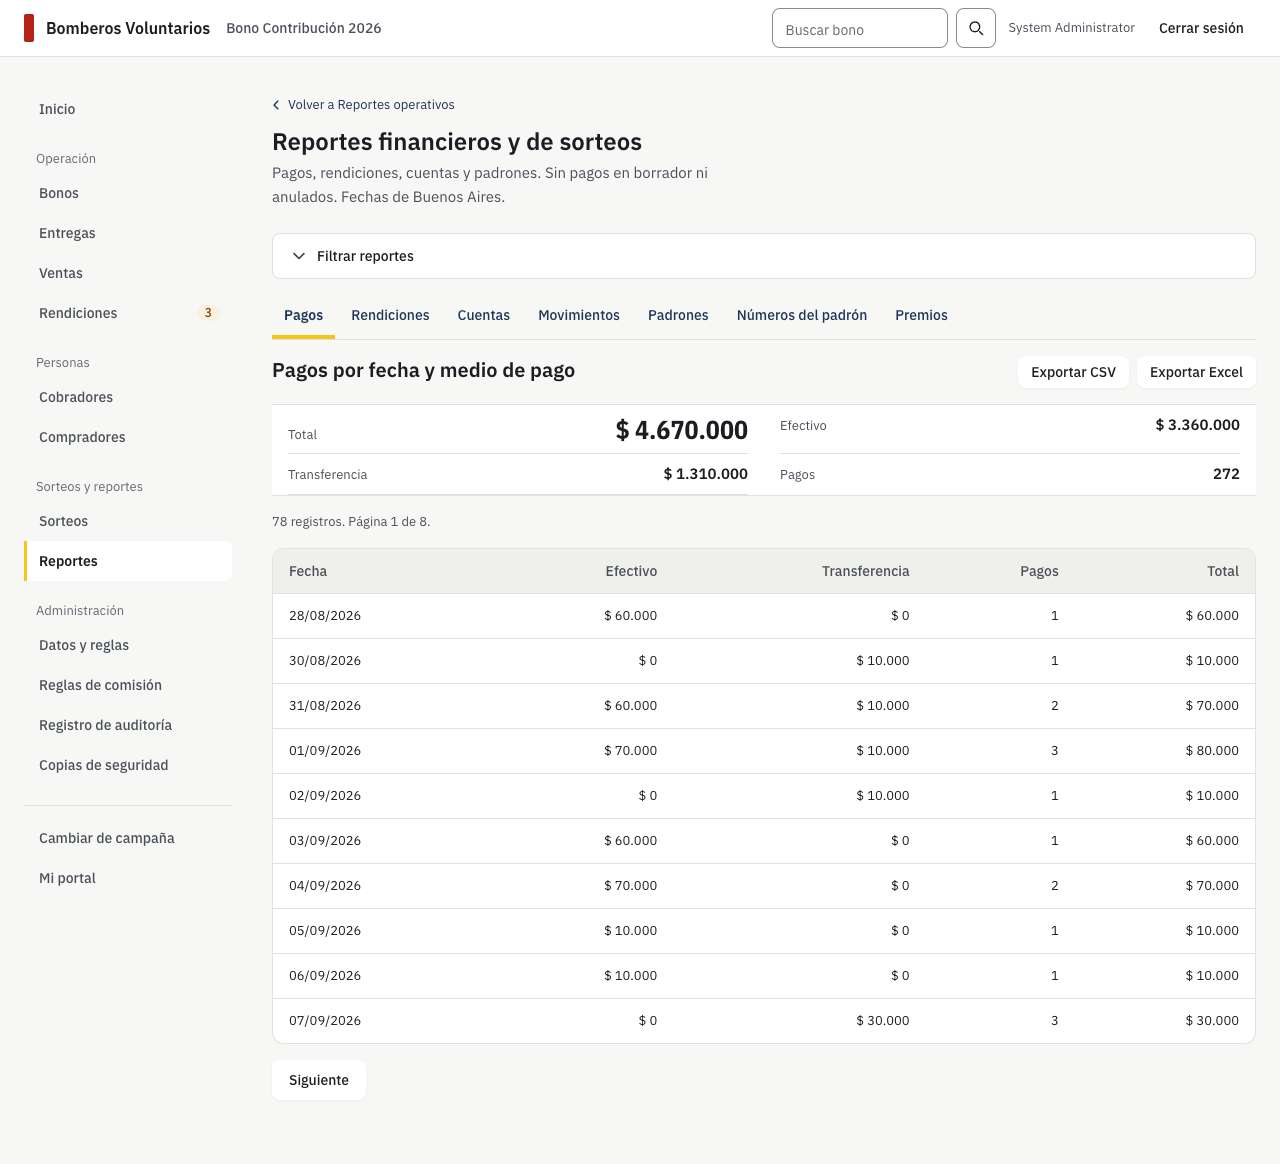 Bomberos Voluntarios Bono Contribución 2026 Buscar bono System Administrator Cerrar sesión
Inicio
Operación
Bonos
Entregas
Ventas
Rendiciones 3
Personas
Cobradores
Compradores
Sorteos y reportes
Sorteos
Reportes
Administración
Datos y reglas
Reglas de comisión
Registro de auditoría
Copias de seguridad
Cambiar de campaña
Mi portal
Volver a Reportes operativos
Reportes financieros y de sorteos
Pagos, rendiciones, cuentas y padrones. Sin pagos en borrador ni
anulados. Fechas de Buenos Aires.
Filtrar reportes
Pagos Rendiciones Cuentas Movimientos Padrones Números del padrón Premios
Pagos por fecha y medio de pago Exportar CSV Exportar Excel
Total $ 4.670.000 Efectivo $ 3.360.000
Transferencia $ 1.310.000 Pagos 272
78 registros. Página 1 de 8.
Fecha Efectivo Transferencia Pagos Total
28/08/2026 $ 60.000 $ 0 1 $ 60.000
30/08/2026 $ 0 $ 10.000 1 $ 10.000
31/08/2026 $ 60.000 $ 10.000 2 $ 70.000
01/09/2026 $ 70.000 $ 10.000 3 $ 80.000
02/09/2026 $ 0 $ 10.000 1 $ 10.000
03/09/2026 $ 60.000 $ 0 1 $ 60.000
04/09/2026 $ 70.000 $ 0 2 $ 70.000
05/09/2026 $ 10.000 $ 0 1 $ 10.000
06/09/2026 $ 10.000 $ 0 1 $ 10.000
07/09/2026 $ 0 $ 30.000 3 $ 30.000
Siguiente